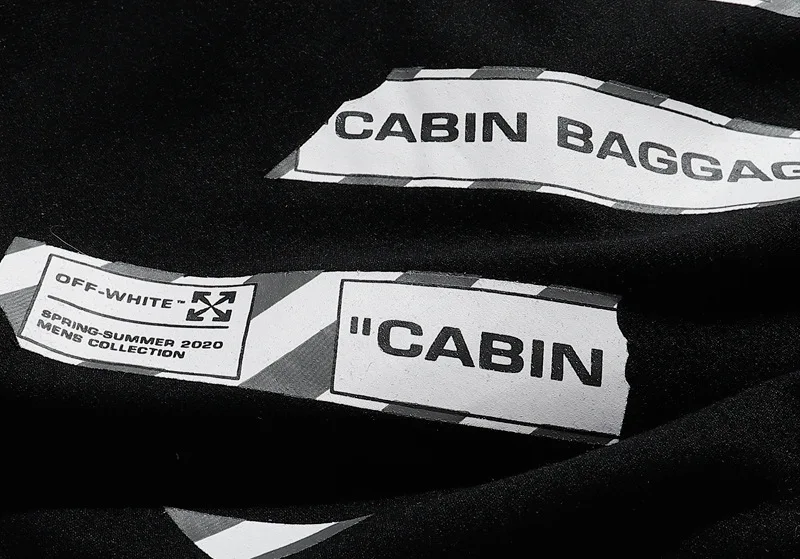 CABIN BAGGAG
OFF-WHITE™
SPRING-SUMMER 2020
MENS COLLECTION
"CABIN